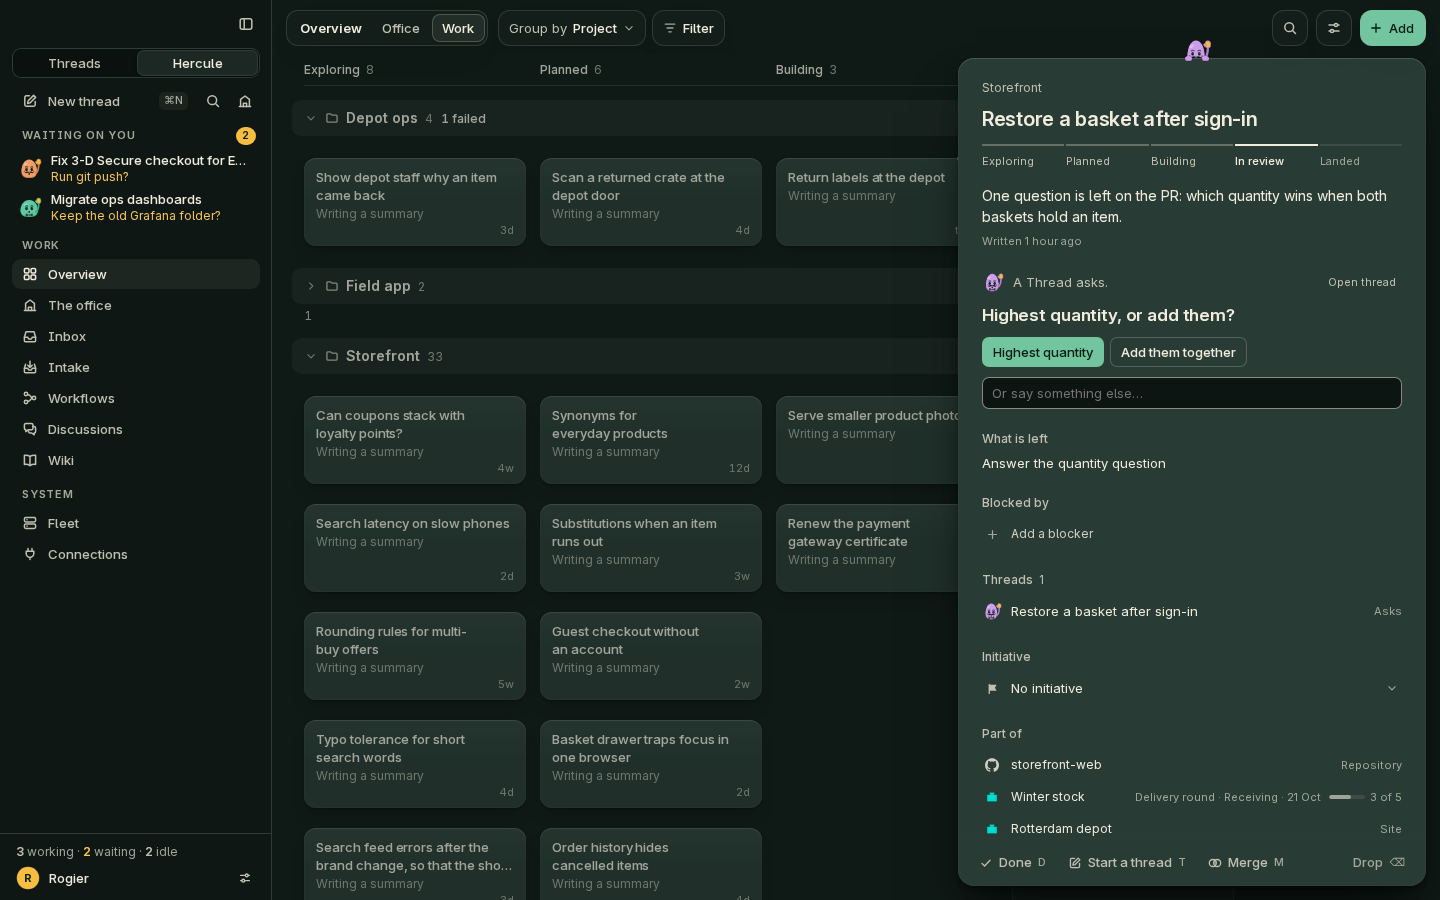 Threads
Hercule
New thread
⌘N
WAITING ON YOU
2
Fix 3-D Secure checkout for E…
Run git push?
Migrate ops dashboards
Keep the old Grafana folder?
WORK
Overview
The office
Inbox
Intake
Workflows
Discussions
Wiki
SYSTEM
Fleet
Connections
3 working · 2 waiting · 2 idle
R
Rogier
Overview
Office
Work
Group by Project
Filter
Add
Exploring 8
Planned 6
Building 3
Depot ops 4 1 failed
Show depot staff why an item
came back
Writing a summary
3d
Scan a returned crate at the
depot door
Writing a summary
4d
Return labels at the depot
Writing a summary
Field app 2
1
Storefront 33
Can coupons stack with
loyalty points?
Writing a summary
4w
Synonyms for
everyday products
Writing a summary
12d
Serve smaller product photo
Writing a summary
Search latency on slow phones
Writing a summary
2d
Substitutions when an item
runs out
Writing a summary
3w
Renew the payment
gateway certificate
Writing a summary
Rounding rules for multi-
buy offers
Writing a summary
5w
Guest checkout without
an account
Writing a summary
2w
Typo tolerance for short
search words
Writing a summary
4d
Basket drawer traps focus in
one browser
Writing a summary
2d
Search feed errors after the
brand change, so that the sho…
Writing a summary
3d
Order history hides
cancelled items
Writing a summary
4d
Storefront
Restore a basket after sign-in
Exploring
Planned
Building
In review
Landed
One question is left on the PR: which quantity wins when both
baskets hold an item.
Written 1 hour ago
A Thread asks.
Open thread
Highest quantity, or add them?
Highest quantity
Add them together
Or say something else…
What is left
Answer the quantity question
Blocked by
Add a blocker
Threads 1
Restore a basket after sign-in
Asks
Initiative
No initiative
Part of
storefront-web
Repository
Winter stock
Delivery round · Receiving · 21 Oct
3 of 5
Rotterdam depot
Site
Done D
Start a thread T
Merge M
Drop ⌫